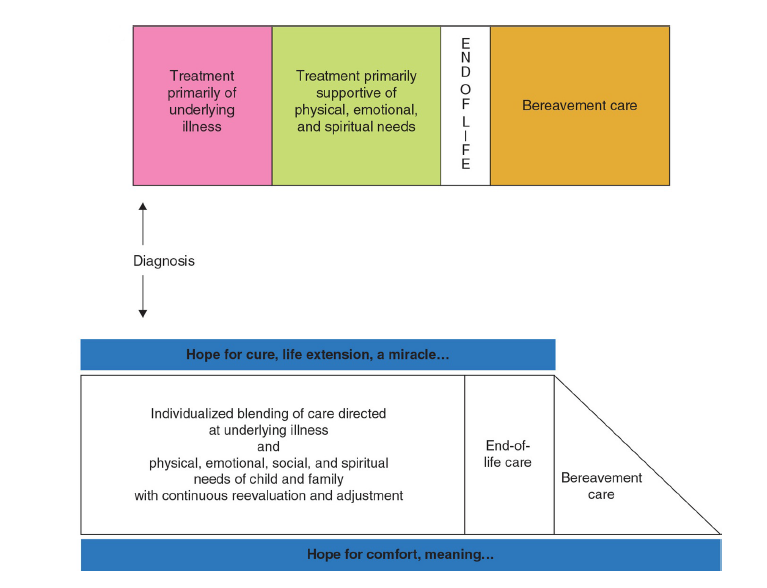 Treatment
primarily of
underlying
illness
Treatment primarily
supportive of
physical, emotional,
and spiritual needs
END OF LIFE
Bereavement care
Diagnosis
Hope for cure, life extension, a miracle...
Individualized blending of care directed
at underlying illness
and
physical, emotional, social, and spiritual
needs of child and family
with continuous reevaluation and adjustment
End-of-
life care
Bereavement
care
Hope for comfort, meaning...